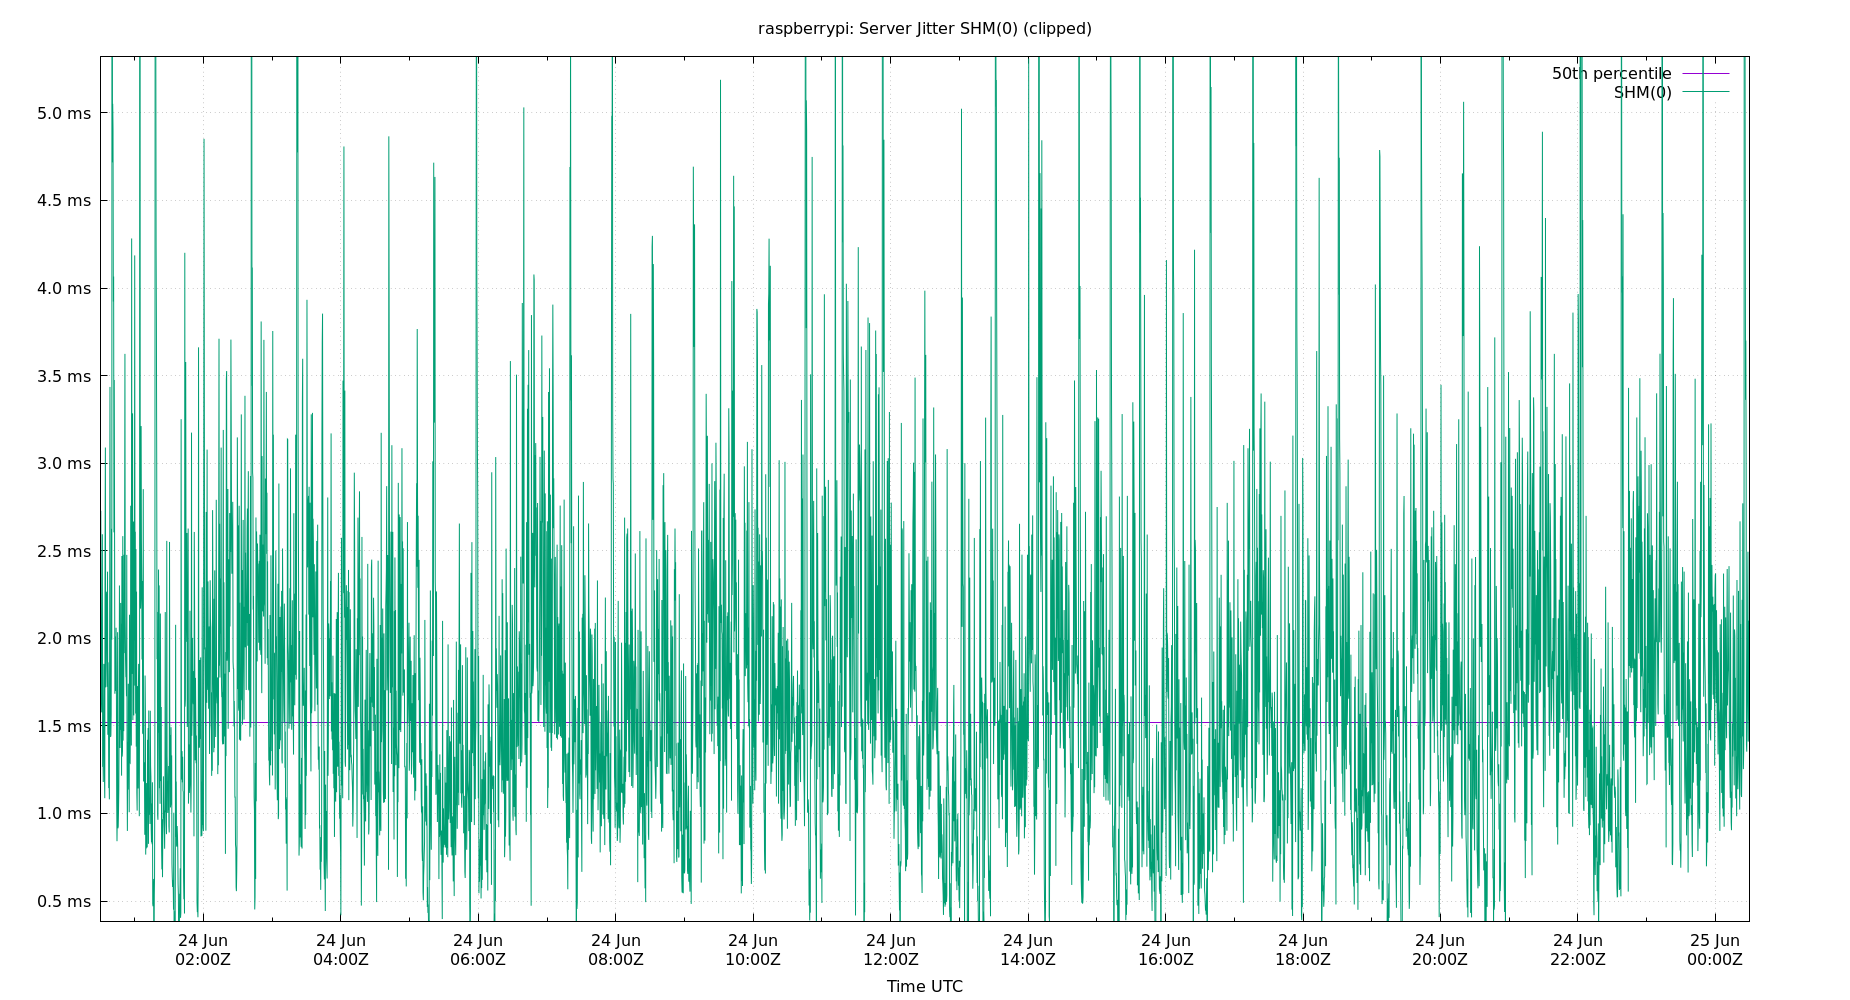 raspberrypi: Server Jitter SHM(0) (clipped)
50th percentile
SHM(0)
5.0 ms
4.5 ms
4.0 ms
3.5 ms
3.0 ms
2.5 ms
2.0 ms
1.5 ms
1.0 ms
0.5 ms
24 Jun 24 Jun 24 Jun 24 Jun 24 Jun 24 Jun 24 Jun 24 Jun 24 Jun 24 Jun 24 Jun 25 Jun
02:00Z 04:00Z 06:00Z 08:00Z 10:00Z 12:00Z 14:00Z 16:00Z 18:00Z 20:00Z 22:00Z 00:00Z
Time UTC